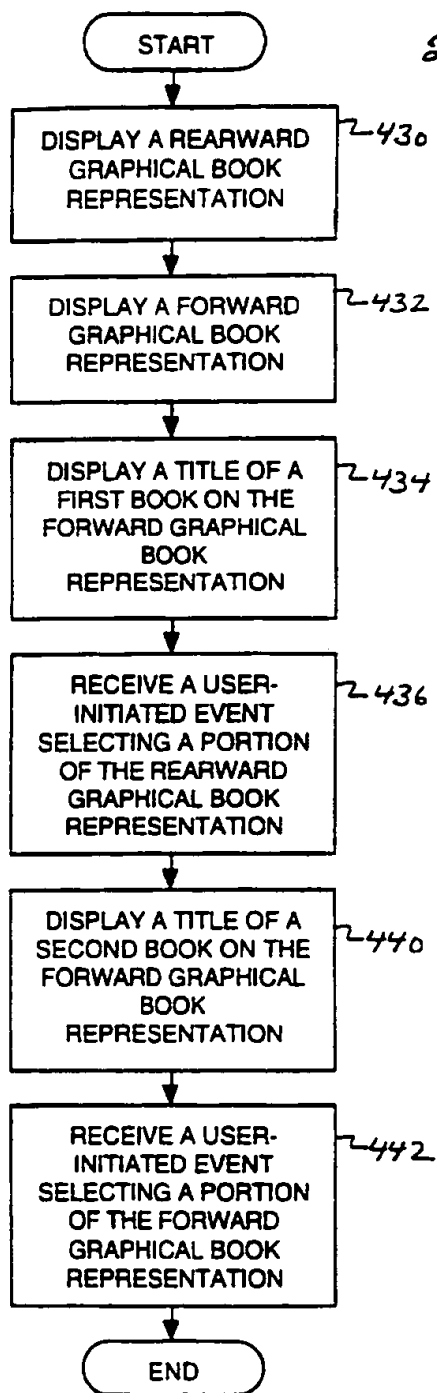 START
DISPLAY A REARWARD
GRAPHICAL BOOK
REPRESENTATION
430
DISPLAY A FORWARD
GRAPHICAL BOOK
REPRESENTATION
432
DISPLAY A TITLE OF A
FIRST BOOK ON THE
FORWARD GRAPHICAL
BOOK
REPRESENTATION
434
RECEIVE A USER-
INITIATED EVENT
SELECTING A PORTION
OF THE REARWARD
GRAPHICAL BOOK
REPRESENTATION
436
DISPLAY A TITLE OF A
SECOND BOOK ON THE
FORWARD GRAPHICAL
BOOK
REPRESENTATION
440
RECEIVE A USER-
INITIATED EVENT
SELECTING A PORTION
OF THE FORWARD
GRAPHICAL BOOK
REPRESENTATION
442
END